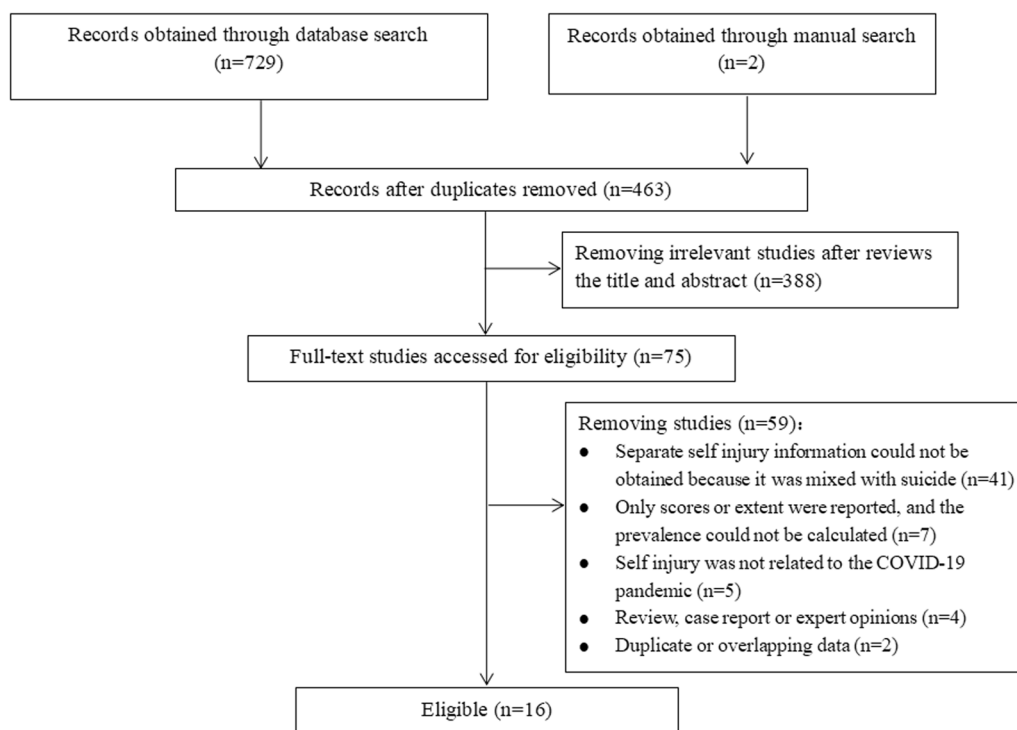 Records obtained through database search
(n=729)
Records obtained through manual search
(n=2)
Records after duplicates removed (n=463)
Removing irrelevant studies after reviews
the title and abstract (n=388)
Full-text studies accessed for eligibility (n=75)
Removing studies (n=59)：
● Separate self injury information could not be
obtained because it was mixed with suicide (n=41)
● Only scores or extent were reported, and the
prevalence could not be calculated (n=7)
● Self injury was not related to the COVID-19
pandemic (n=5)
● Review, case report or expert opinions (n=4)
● Duplicate or overlapping data (n=2)
Eligible (n=16)